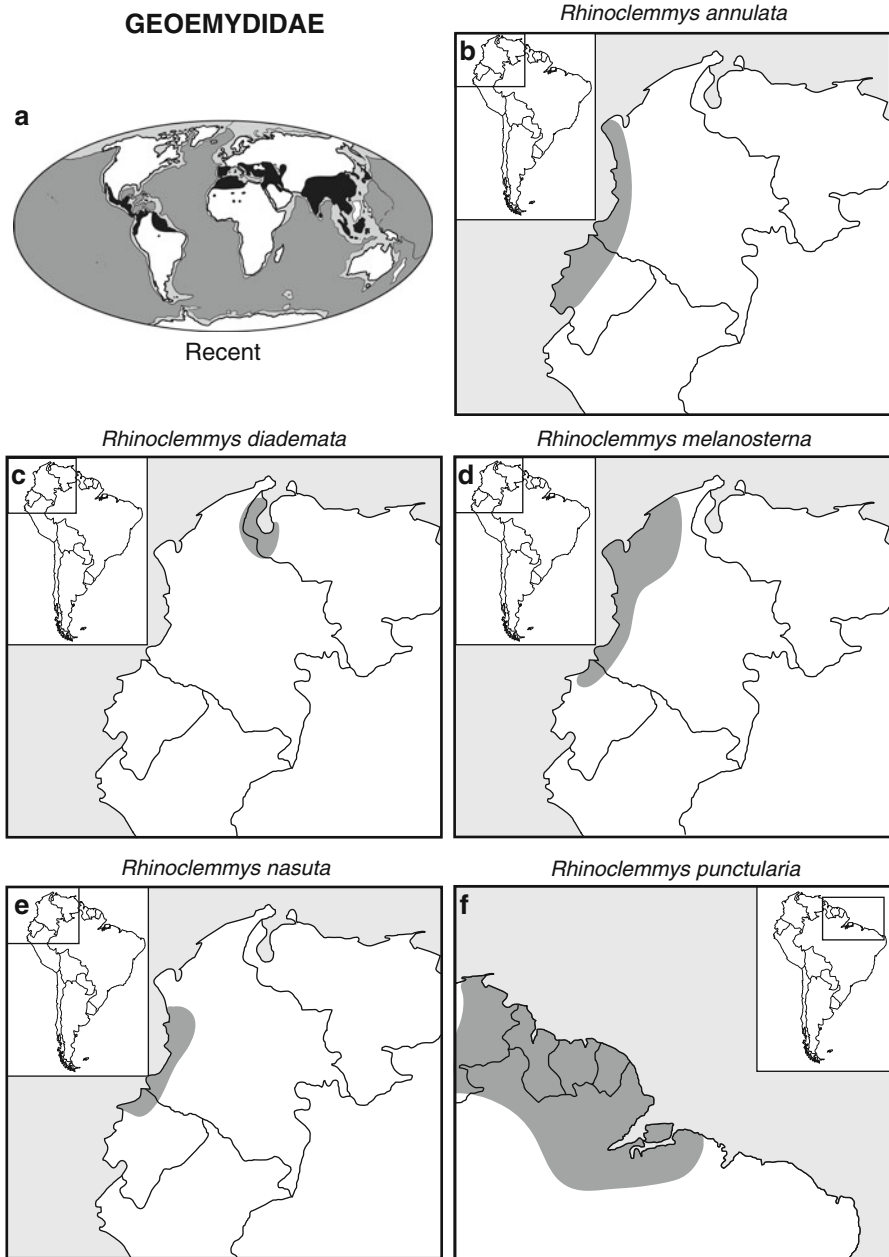 GEOEMYDIDAE
a
Recent
Rhinoclemmys annulata
b
Rhinoclemmys diademata
c
Rhinoclemmys melanosterna
d
Rhinoclemmys nasuta
e
Rhinoclemmys punctularia
f